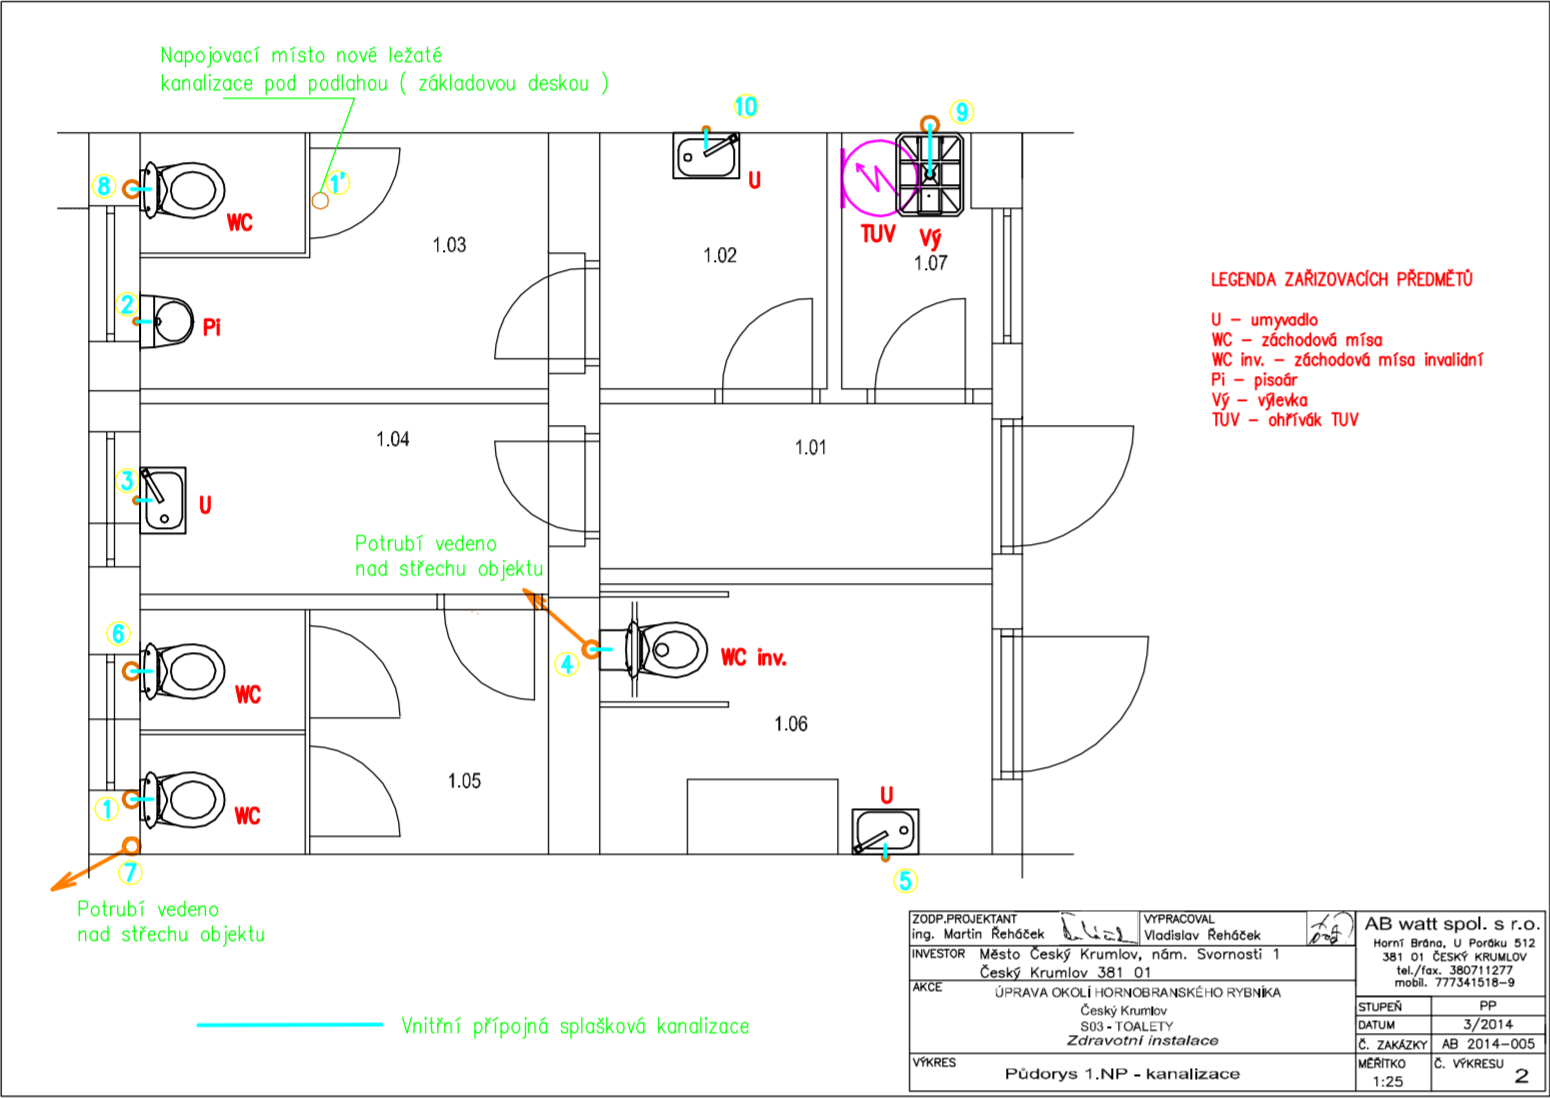 Napojovací místo nové ležaté
kanalizace pod podlahou ( základovou deskou )
10
9
8
WC
1'
1.03
U
1.02
TUV
Vý
1.07
2
Pi
LEGENDA ZAŘIZOVACÍCH PŘEDMĚTŮ
U – umyvadlo
WC – záchodová mísa
WC inv. – záchodová mísa invalidní
Pi – pisoár
Vý – výlevka
TUV – ohřívák TUV
1.04
1.01
3
U
Potrubí vedeno
nad střechu objektu
6
WC
4
WC inv.
1.06
1.05
1
WC
U
7
5
Potrubí vedeno
nad střechu objektu
Vnitřní přípojná splašková kanalizace
ZODP.PROJEKTANT
ing. Martin Řeháček
VYPRACOVAL
Vladislav Řeháček
INVESTOR Město Český Krumlov, nám. Svornosti 1
Český Krumlov 381 01
AKCE
ÚPRAVA OKOLÍ HORNOBRANSKÉHO RYBNÍKA
Český Krumlov
S03 - TOALETY
Zdravotní instalace
VÝKRES
Půdorys 1.NP - kanalizace
AB watt spol. s r.o.
Horní Brána, U Poráku 512
381 01 ČESKÝ KRUMLOV
tel./fax. 380711277
mobil. 777341518–9
STUPEŇ PP
DATUM 3/2014
Č. ZAKÁZKY AB 2014–005
MĚŘÍTKO
1:25
Č. VÝKRESU
2